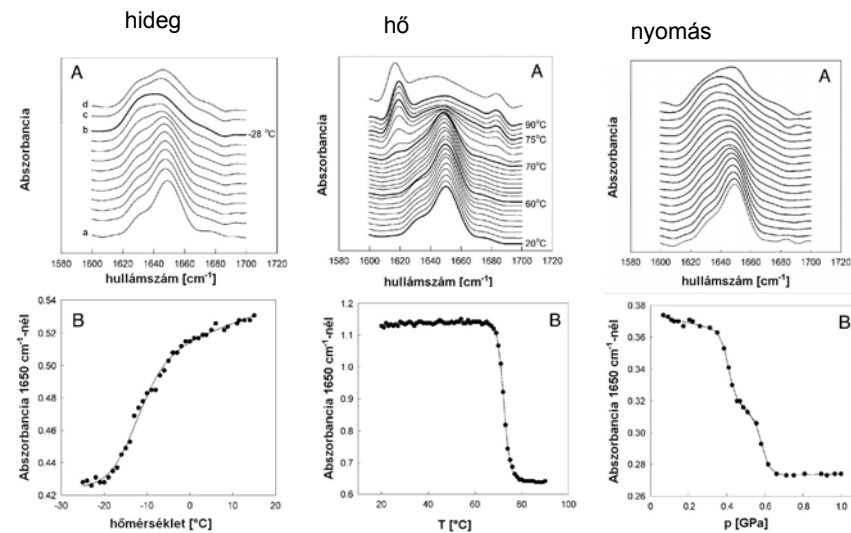 hideg
hő
nyomás
A
Abszorbancia
d
c
b
a
-28 °C
1580 1600 1620 1640 1660 1680 1700 1720
hullámszám [cm-1]
A
Abszorbancia
90°C
75°C
70°C
60°C
20°C
1580 1600 1620 1640 1660 1680 1700 1720
hullámszám [cm-1]
A
Abszorbancia
1580 1600 1620 1640 1660 1680 1700 1720
hullámszám [cm-1]
B
Abszorbancia 1650 cm-1-nél
0.54
0.52
0.50
0.48
0.46
0.44
0.42
-30 -20 -10 0 10 20
hőmérséklet [°C]
B
Abszorbancia 1650 cm-1-nél
1.2
1.1
1.0
0.9
0.8
0.7
0.6
20 40 60 80 100
T [°C]
B
Abszorbancia 1650 cm-1-nél
0.38
0.36
0.34
0.32
0.30
0.28
0.26
0.0 0.2 0.4 0.6 0.8 1.0
p [GPa]